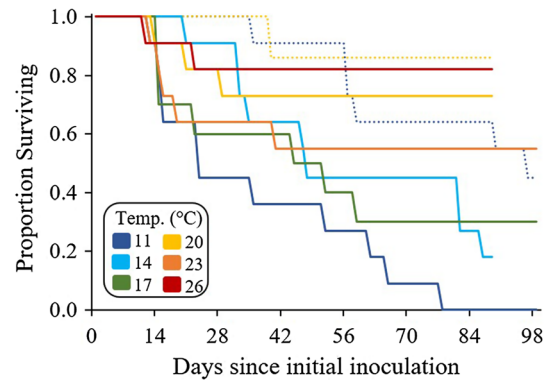 Proportion Surviving
1.0
0.8
0.6
0.4
0.2
0.0
Temp. (°C)
11 20
14 23
17 26
0 14 28 42 56 70 84 98
Days since initial inoculation